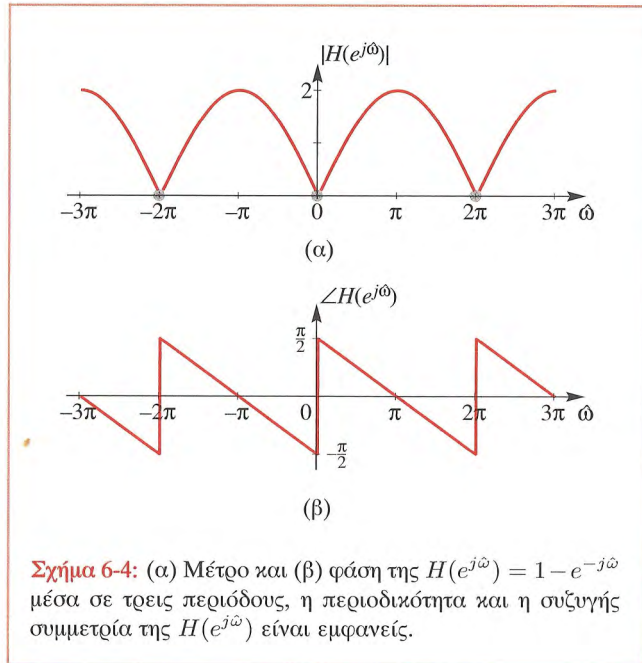 |H(e^{jω̂})|
2
−3π −2π −π 0 π 2π 3π ω̂
(α)
∠H(e^{jω̂})
π/2
−3π −2π −π 0 π 2π 3π ω̂
−π/2
(β)
Σχήμα 6-4: (α) Μέτρο και (β) φάση της H(e^{jω̂}) = 1−e^{−jω̂}
μέσα σε τρεις περιόδους, η περιοδικότητα και η συζυγής
συμμετρία της H(e^{jω̂}) είναι εμφανείς.